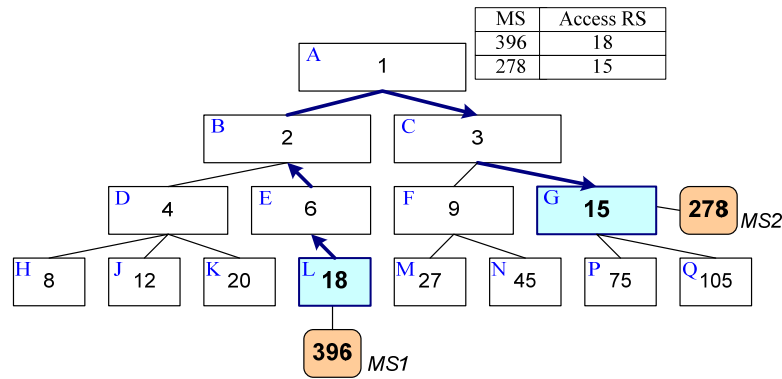 MS Access RS
396 18
278 15
A 1
B 2
C 3
D 4
E 6
F 9
G 15
278 MS2
H 8
J 12
K 20
L 18
M 27
N 45
P 75
Q 105
396 MS1